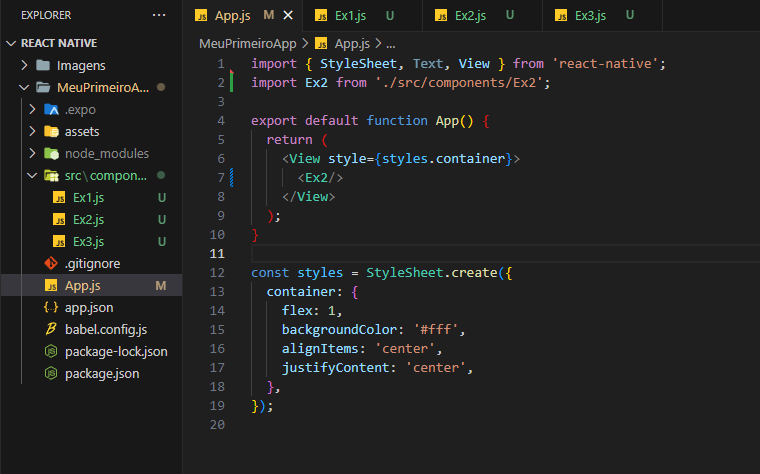 EXPLORER ...
REACT NATIVE
Imagens
MeuPrimeiroA...
.expo
assets
node_modules
src\compon...
Ex1.js U
Ex2.js U
Ex3.js U
.gitignore
App.js M
app.json
babel.config.js
package-lock.json
package.json
App.js M Ex1.js U Ex2.js U Ex3.js U
MeuPrimeiroApp > App.js > ...
1 import { StyleSheet, Text, View } from 'react-native';
2 import Ex2 from './src/components/Ex2';
3
4 export default function App() {
5 return (
6 <View style={styles.container}>
7 <Ex2/>
8 </View>
9 );
10 }
11
12 const styles = StyleSheet.create({
13 container: {
14 flex: 1,
15 backgroundColor: '#fff',
16 alignItems: 'center',
17 justifyContent: 'center',
18 },
19 });
20